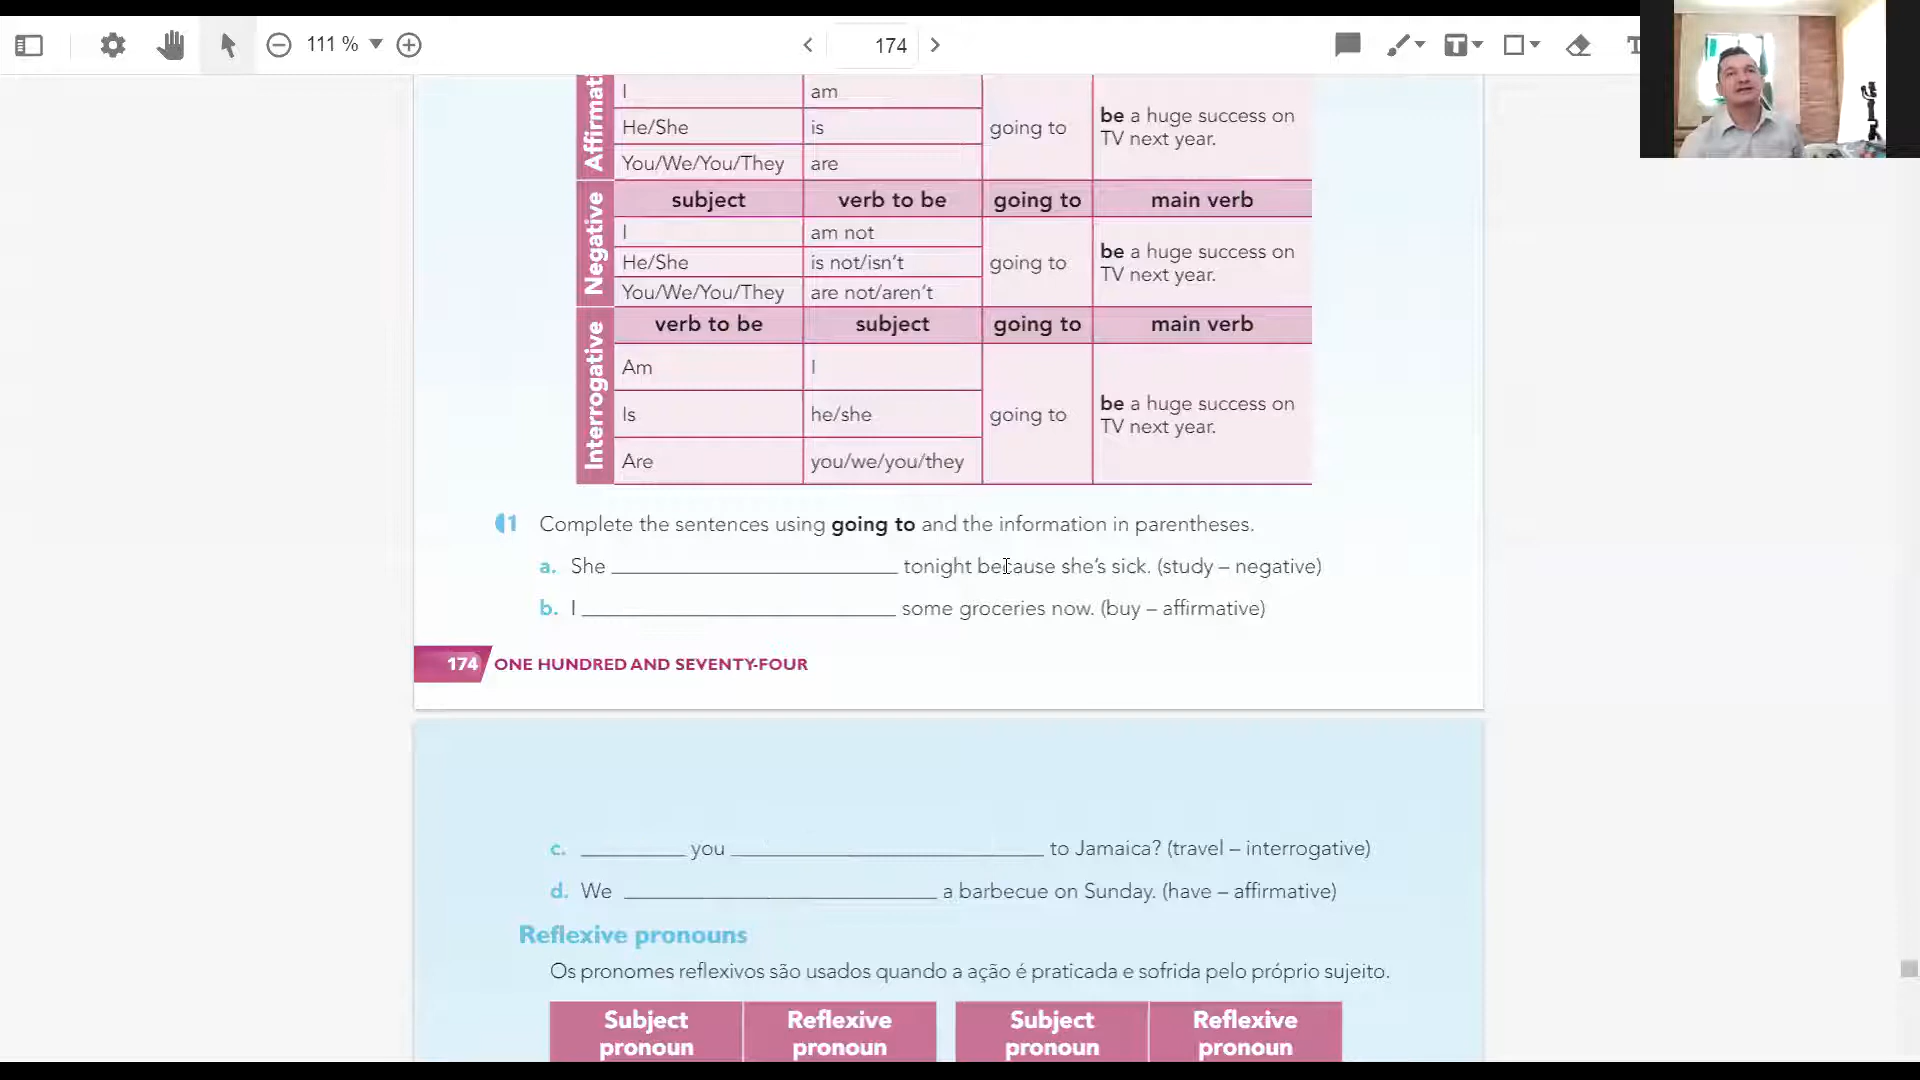 111 %
174
Affirmat
I am
He/She is going to be a huge success on
TV next year.
You/We/You/They are
Negative
subject verb to be going to main verb
I am not
He/She is not/isn't going to be a huge success on
TV next year.
You/We/You/They are not/aren't
Interrogative
verb to be subject going to main verb
Am I
Is he/she going to be a huge success on
TV next year.
Are you/we/you/they
1 Complete the sentences using going to and the information in parentheses.
a. She ______ tonight because she's sick. (study – negative)
b. I ______ some groceries now. (buy – affirmative)
174 ONE HUNDRED AND SEVENTY-FOUR
c. ______ you ______ to Jamaica? (travel – interrogative)
d. We ______ a barbecue on Sunday. (have – affirmative)
Reflexive pronouns
Os pronomes reflexivos são usados quando a ação é praticada e sofrida pelo próprio sujeito.
Subject pronoun Reflexive pronoun Subject pronoun Reflexive pronoun